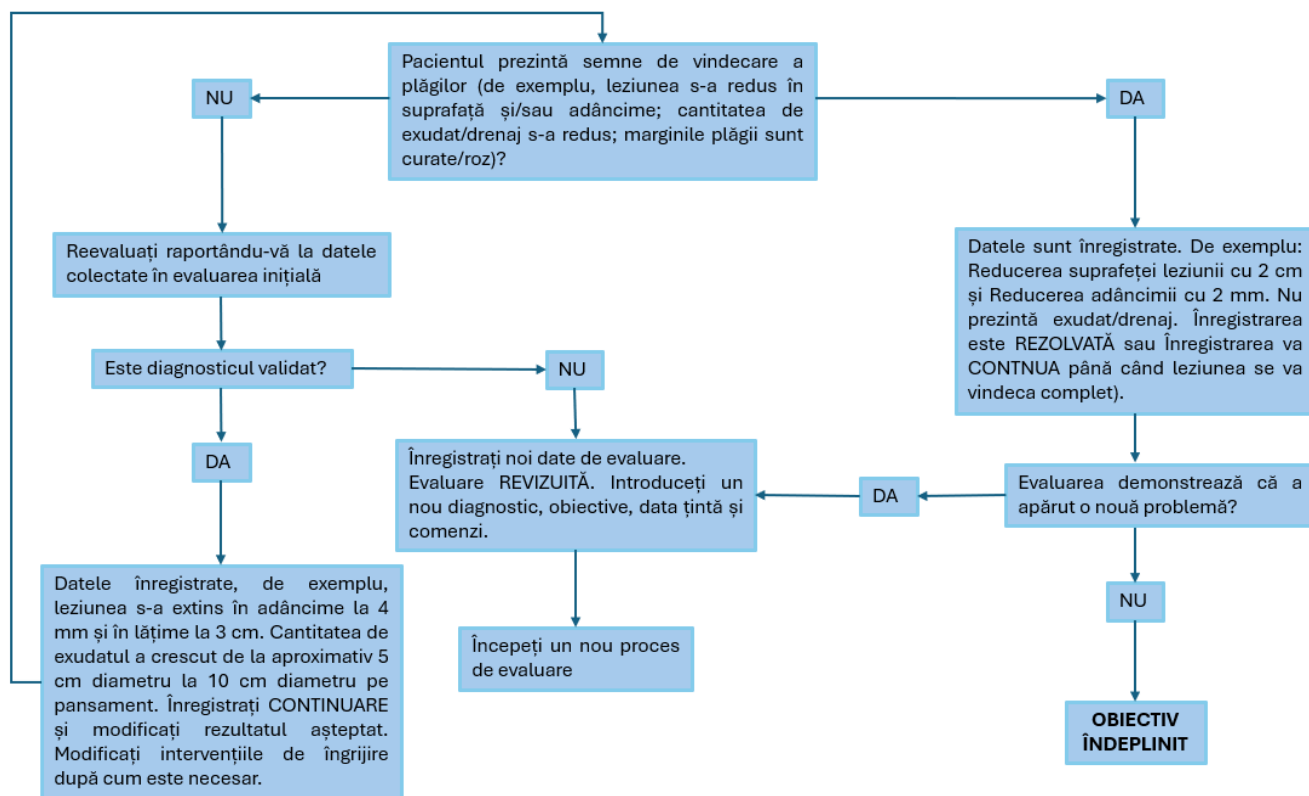 Pacientul prezintă semne de vindecare a
plăgilor (de exemplu, leziunea s-a redus în
suprafață și/sau adâncime; cantitatea de
exudat/drenaj s-a redus; marginile plăgii sunt
curate/roz)?
NU
DA
Reevaluați raportându-vă la datele
colectate în evaluarea inițială
Datele sunt înregistrate. De exemplu:
Reducerea suprafeței leziunii cu 2 cm
și Reducerea adâncimii cu 2 mm. Nu
prezintă exudat/drenaj. Înregistrarea
este REZOLVATĂ sau Înregistrarea va
CONTNUA până când leziunea se va
vindeca complet).
Este diagnosticul validat?
NU
DA
Înregistrați noi date de evaluare.
Evaluare REVIZUITĂ. Introduceți un
nou diagnostic, obiective, data țintă și
comenzi.
DA
Evaluarea demonstrează că a
apărut o nouă problemă?
Datele înregistrate, de exemplu,
leziunea s-a extins în adâncime la 4
mm și în lățime la 3 cm. Cantitatea de
exudatul a crescut de la aproximativ 5
cm diametru la 10 cm diametru pe
pansament. Înregistrați CONTINUARE
și modificați rezultatul așteptat.
Modificați intervențiile de îngrijire
după cum este necesar.
Începeți un nou proces
de evaluare
NU
OBIECTIV
ÎNDEPLINIT